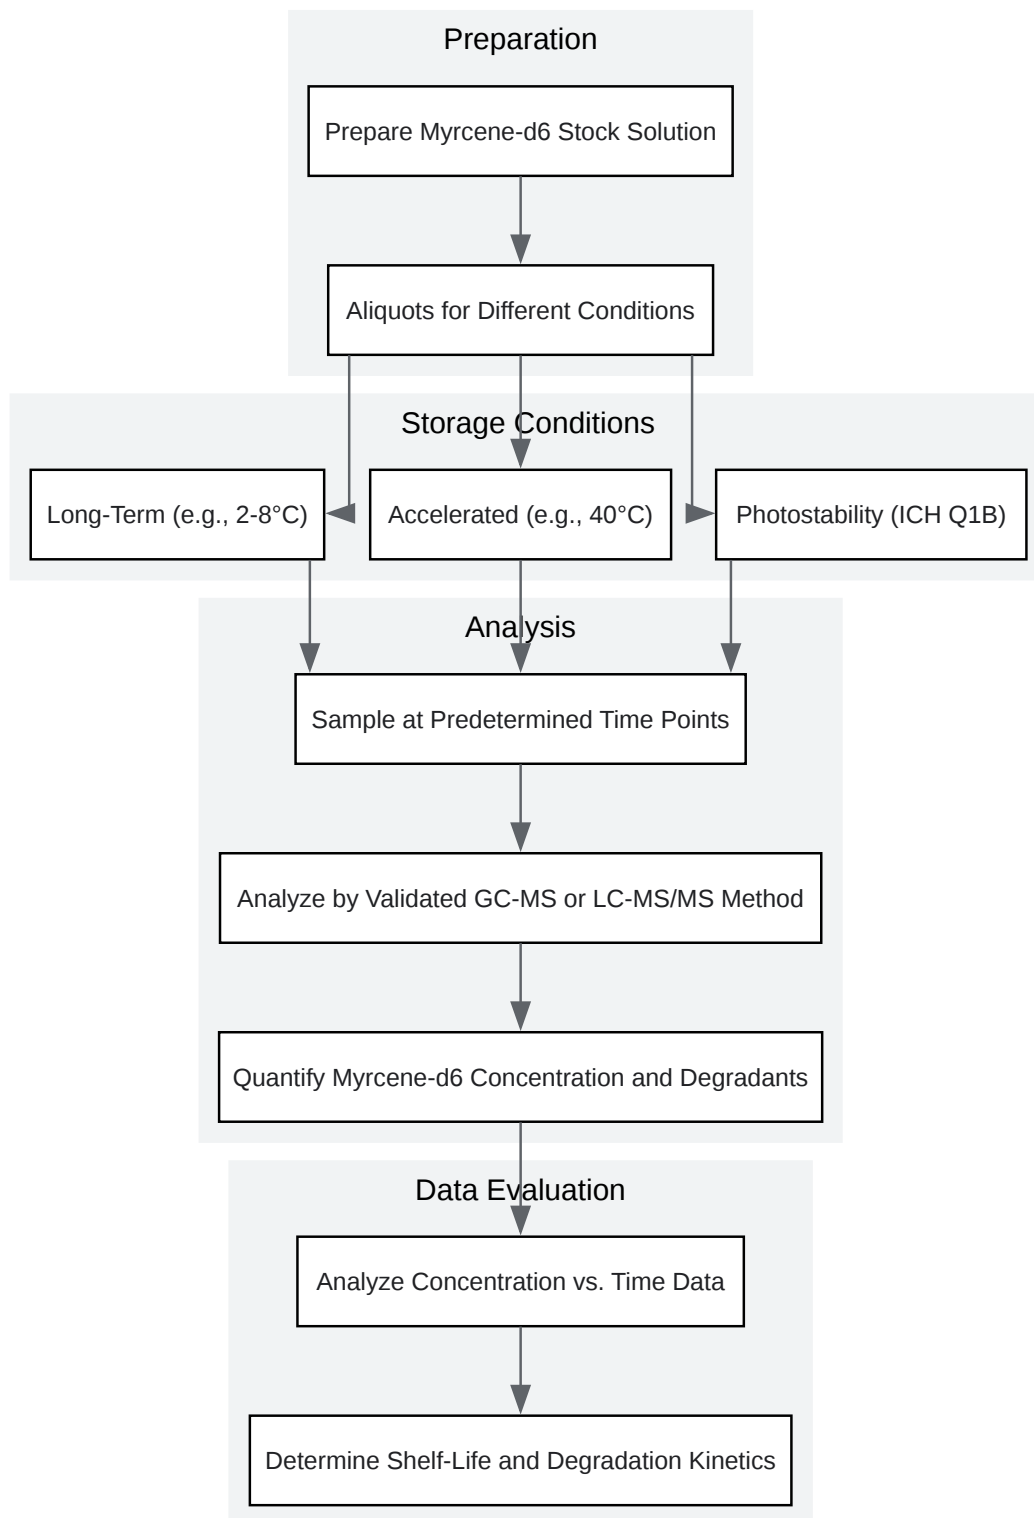 Preparation
Prepare Myrcene-d6 Stock Solution
Aliquots for Different Conditions
Storage Conditions
Long-Term (e.g., 2-8°C)
Accelerated (e.g., 40°C)
Photostability (ICH Q1B)
Analysis
Sample at Predetermined Time Points
Analyze by Validated GC-MS or LC-MS/MS Method
Quantify Myrcene-d6 Concentration and Degradants
Data Evaluation
Analyze Concentration vs. Time Data
Determine Shelf-Life and Degradation Kinetics